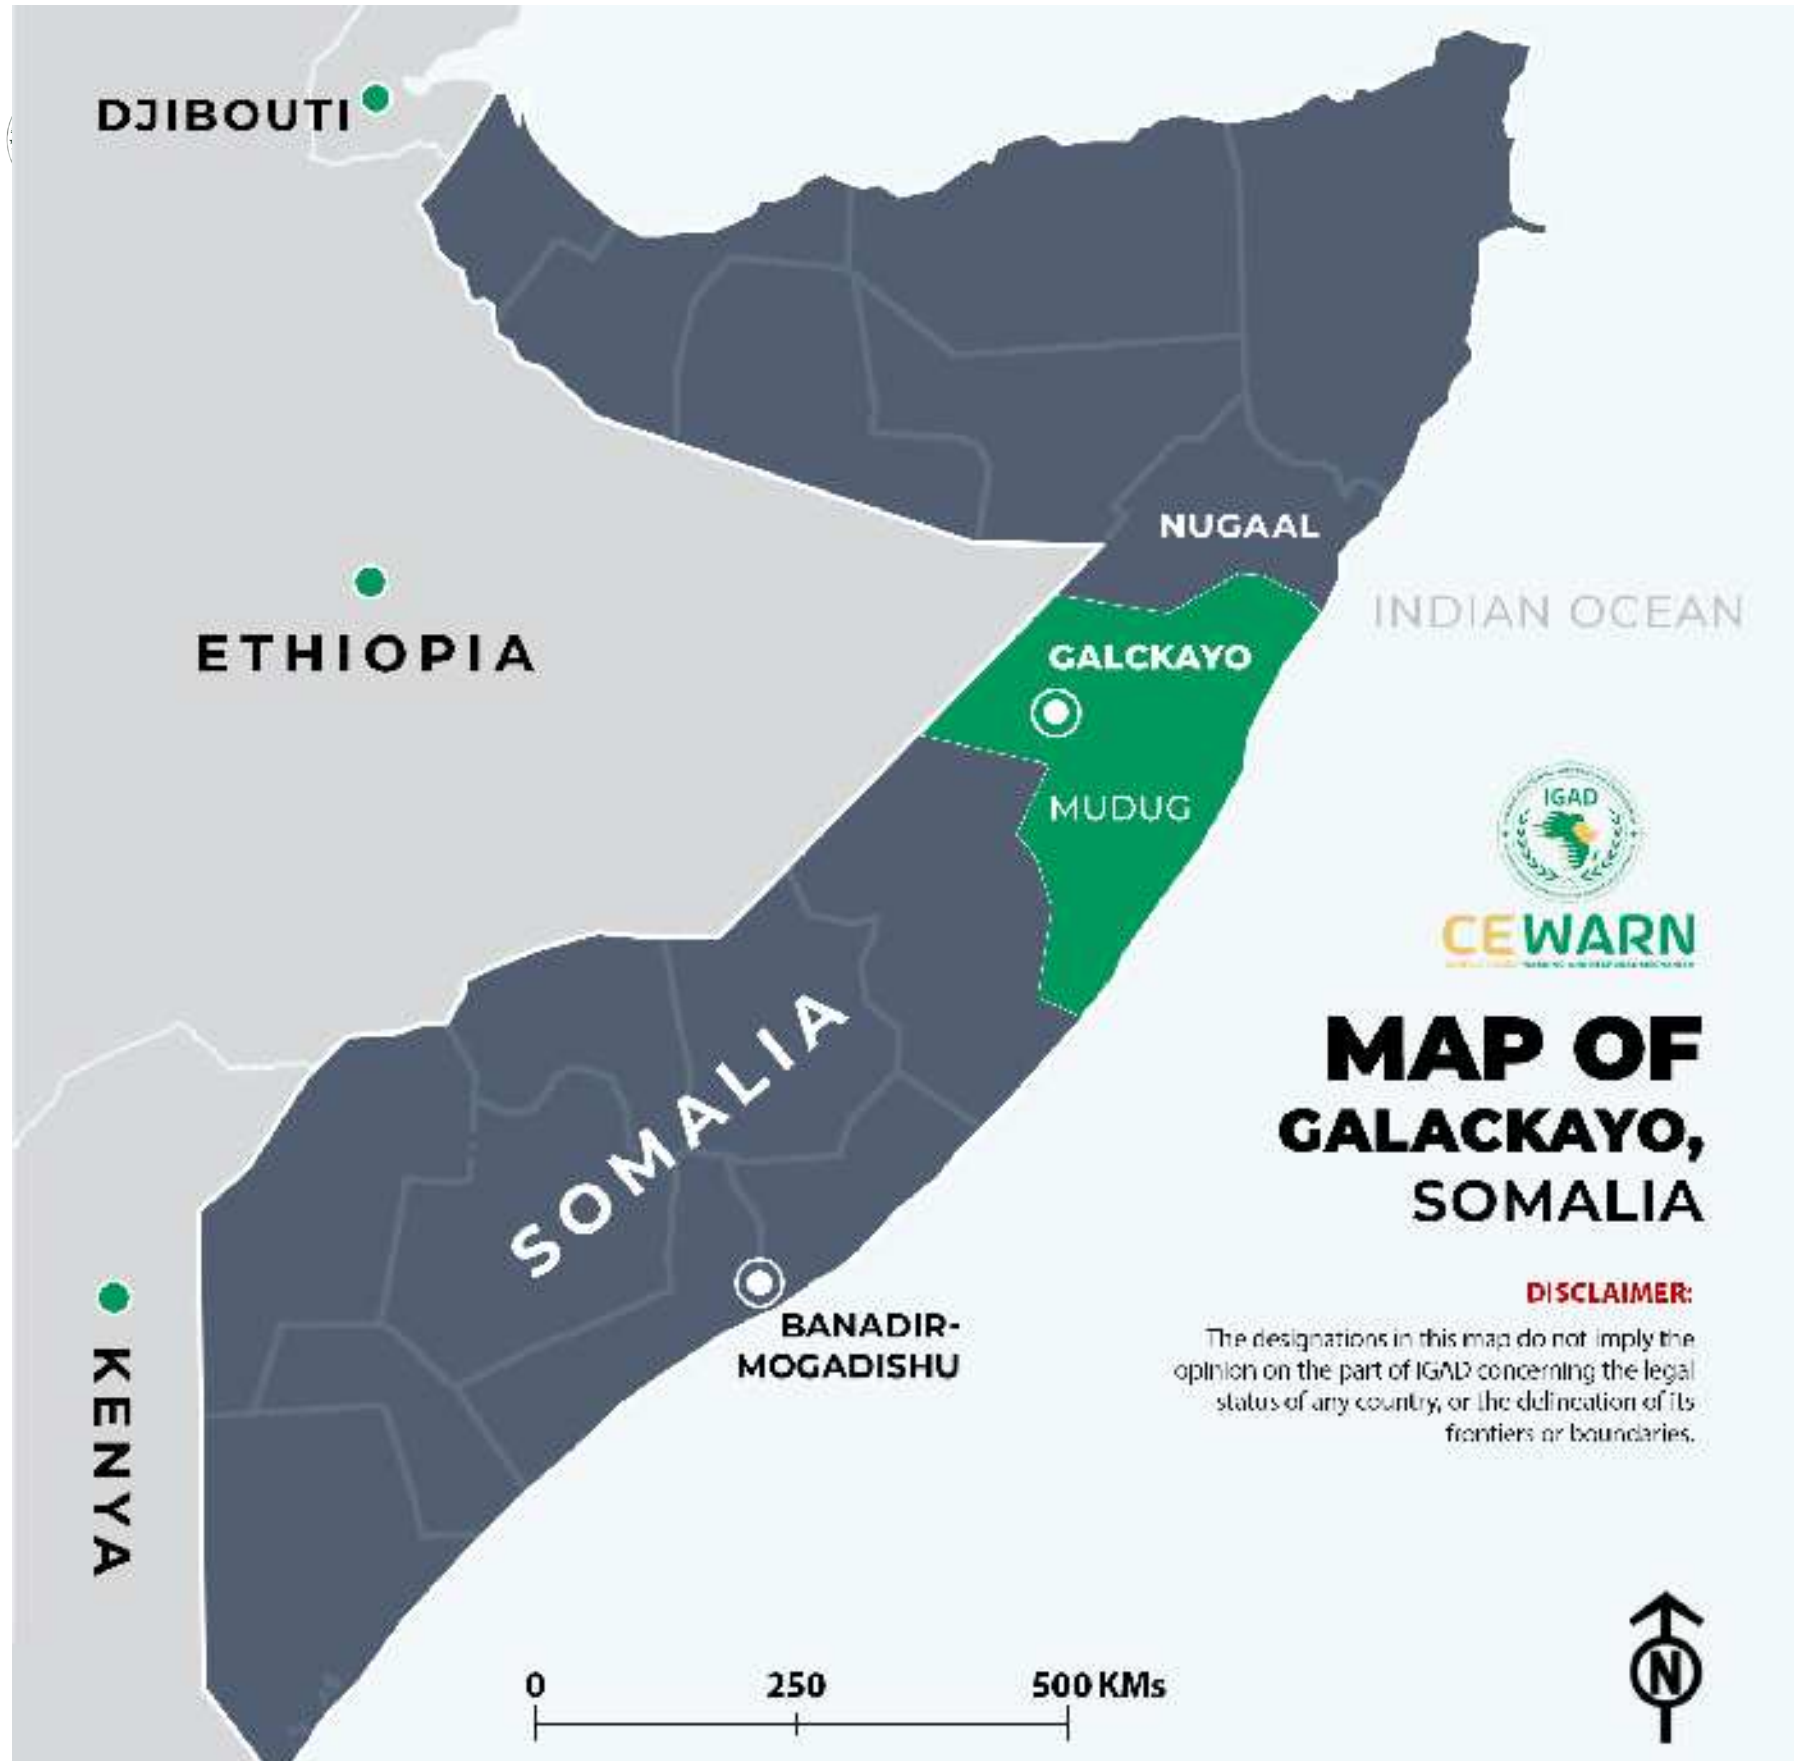 DJIBOUTI
ETHIOPIA
NUGAAL
INDIAN OCEAN
GALCKAYO
MUDUG
SOMALIA
BANADIR-
MOGADISHU
KENYA
IGAD
CEWARN
MAP OF
GALACKAYO,
SOMALIA
DISCLAIMER:
The designations in this map do not imply the
opinion on the part of IGAD concerning the legal
status of any country, or the delineation of its
frontiers or boundaries.
0 250 500 KMs
N